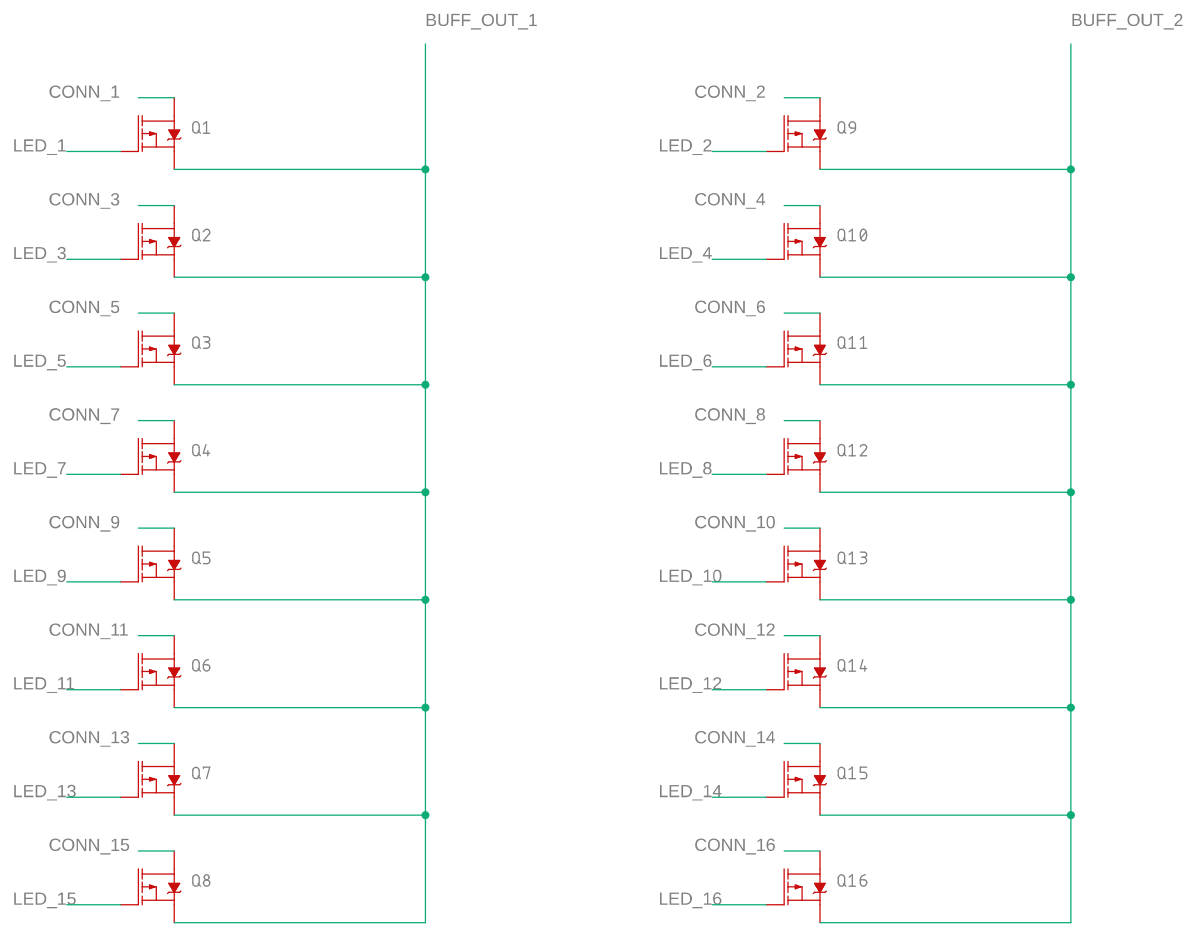 BUFF_OUT_1
CONN_1
Q1
LED_1
CONN_3
Q2
LED_3
CONN_5
Q3
LED_5
CONN_7
Q4
LED_7
CONN_9
Q5
LED_9
CONN_11
Q6
LED_11
CONN_13
Q7
LED_13
CONN_15
Q8
LED_15
BUFF_OUT_2
CONN_2
Q9
LED_2
CONN_4
Q10
LED_4
CONN_6
Q11
LED_6
CONN_8
Q12
LED_8
CONN_10
Q13
LED_10
CONN_12
Q14
LED_12
CONN_14
Q15
LED_14
CONN_16
Q16
LED_16